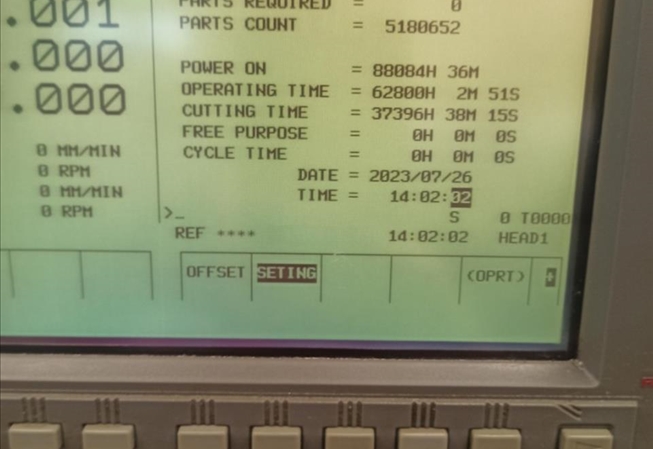 PARTS REQUIRED = 0
.001 PARTS COUNT = 5180652
.000
.000
POWER ON = 88084H 36M
OPERATING TIME = 62800H 2M 51S
CUTTING TIME = 37396H 38M 15S
FREE PURPOSE = 0H 0M 0S
0 MM/MIN CYCLE TIME = 0H 0M 0S
0 RPM DATE = 2023/07/26
0 MM/MIN TIME = 14:02:02
0 RPM >_ S 0 T0000
REF **** 14:02:02 HEAD1
OFFSET SETING (OPRT) +